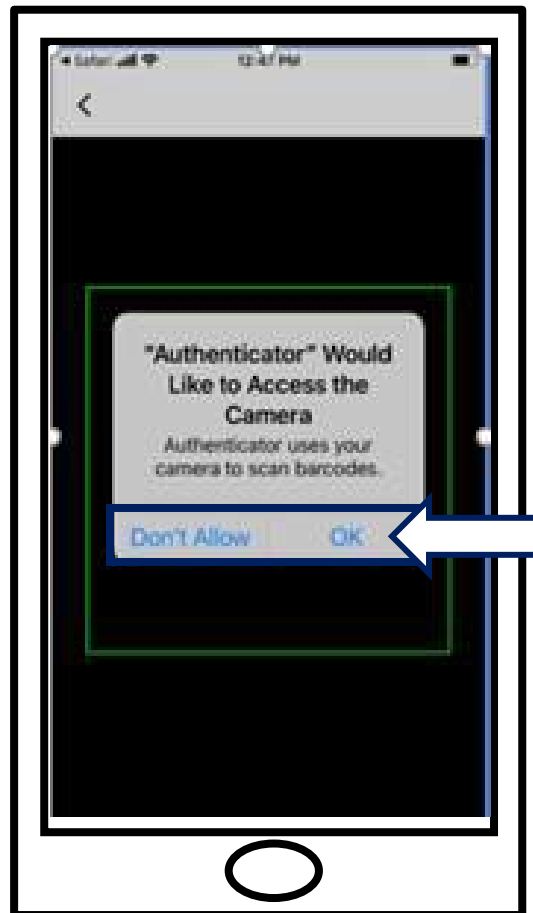 Safari 12:47 PM
"Authenticator" Would
Like to Access the
Camera
Authenticator uses your
camera to scan barcodes.
Don't Allow OK